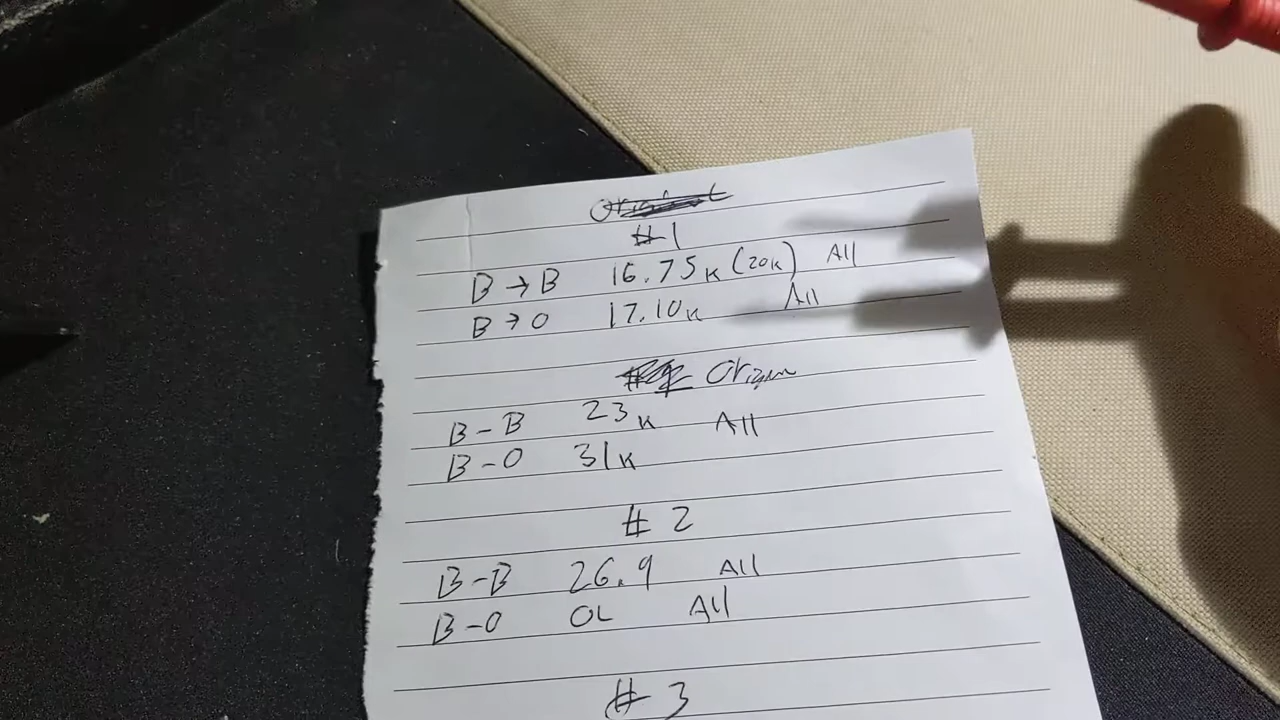 #1
B → B 16.75K (20K) All
B → O 17.10K All
Origin
B - B 23K All
B - O 31K
# 2
B - B 26.9 All
B - O OL All
# 3